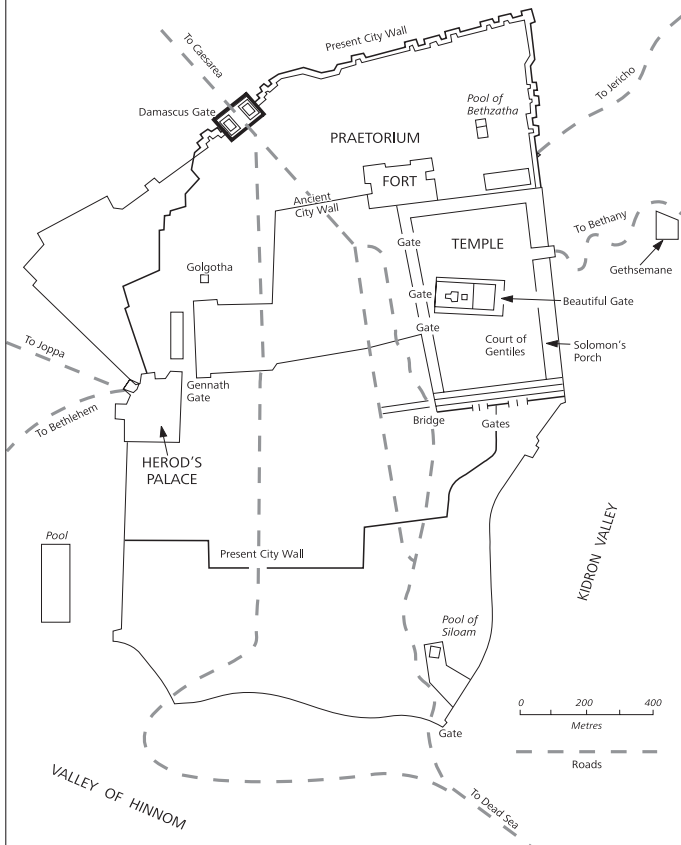 To Caesarea
Present City Wall
To Jericho
Damascus Gate
Pool of
Bethzatha
PRAETORIUM
FORT
Ancient
City Wall
To Bethany
Gate
TEMPLE
Golgotha
Gethsemane
Gate
Beautiful Gate
Gate
Court of
Gentiles
Solomon's
Porch
To Joppa
Gennath
Gate
To Bethlehem
Bridge
Gates
HEROD'S
PALACE
Pool
Present City Wall
KIDRON VALLEY
Pool of
Siloam
0 200 400
Metres
Gate
Roads
VALLEY OF HINNOM
To Dead Sea